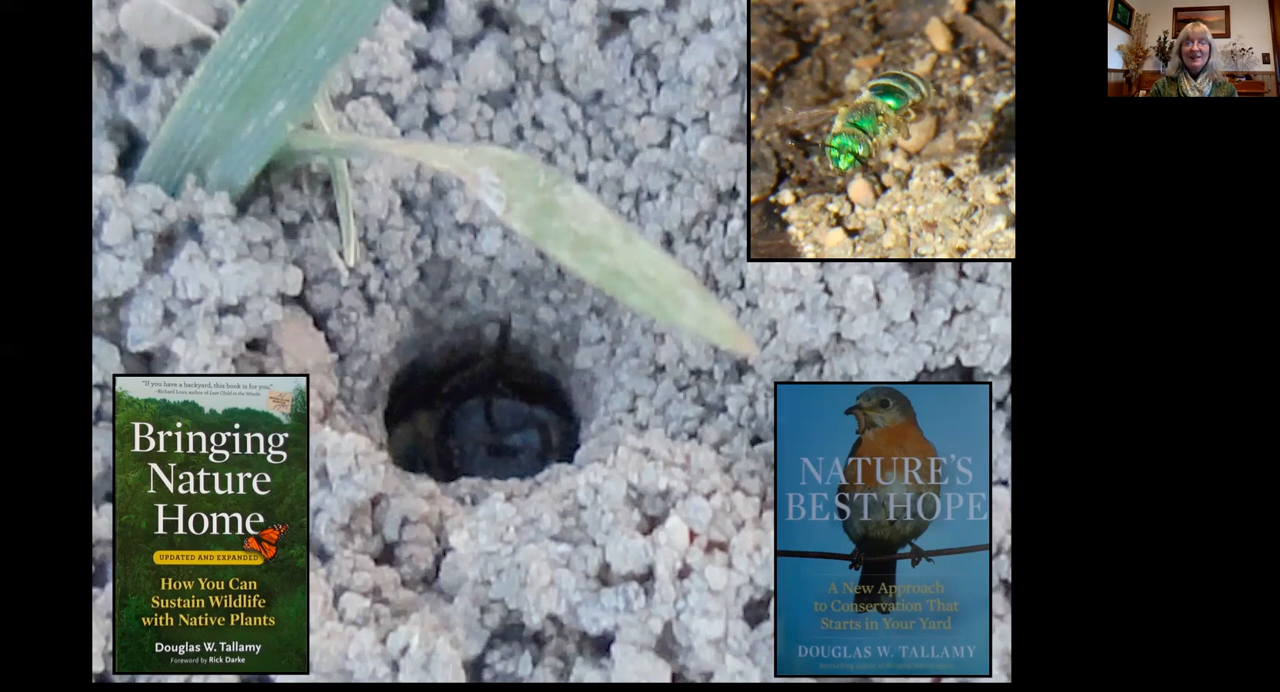 "If you have a backyard, this book is for you."
–Richard Louv, author of Last Child in the Woods
Bringing
Nature
Home
UPDATED AND EXPANDED
How You Can
Sustain Wildlife
with Native Plants
Douglas W. Tallamy
Foreword by Rick Darke
NATURE'S
BEST HOPE
A New Approach
to Conservation That
Starts in Your Yard
DOUGLAS W. TALLAMY